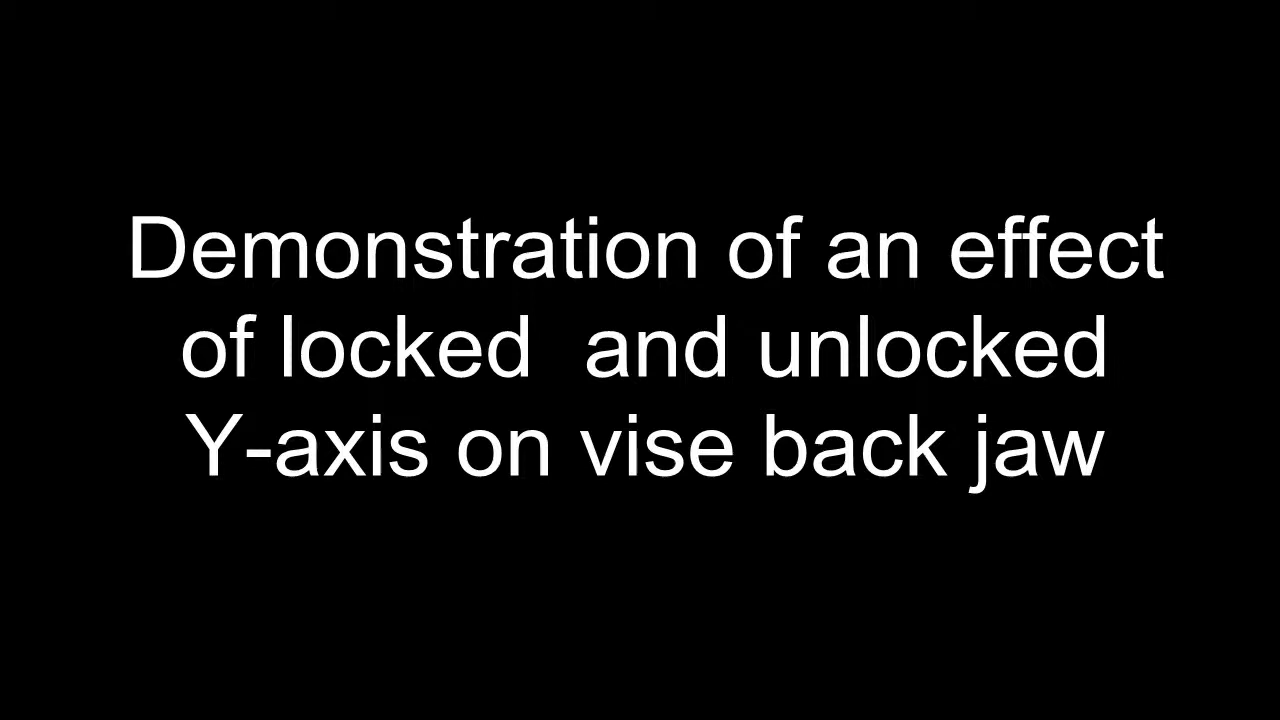 Demonstration of an effect
of locked  and unlocked
Y-axis on vise back jaw